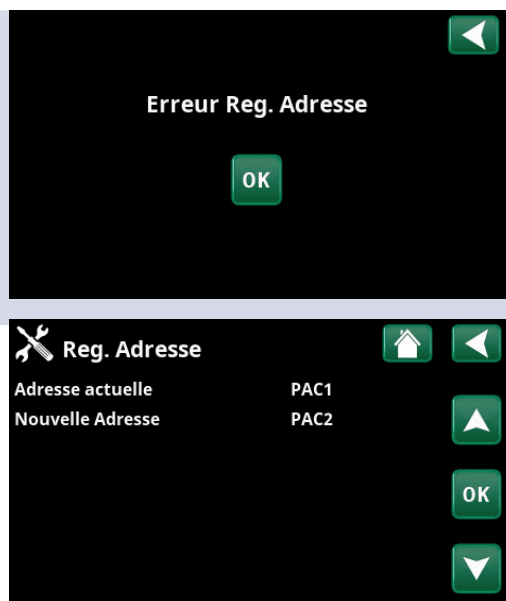 Erreur Reg. Adresse
OK
Reg. Adresse
Adresse actuelle PAC1
Nouvelle Adresse PAC2
OK